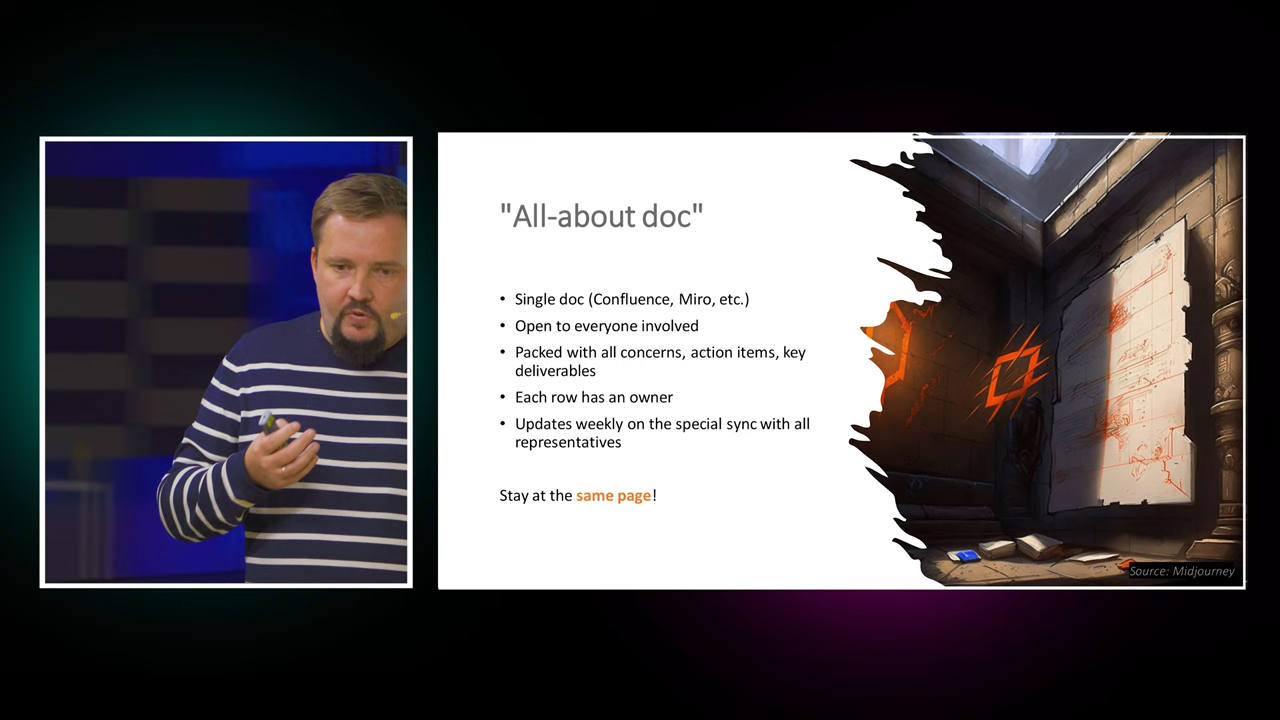 "All-about doc"
• Single doc (Confluence, Miro, etc.)
• Open to everyone involved
• Packed with all concerns, action items, key
deliverables
• Each row has an owner
• Updates weekly on the special sync with all
representatives
Stay at the same page!
Source: Midjourney